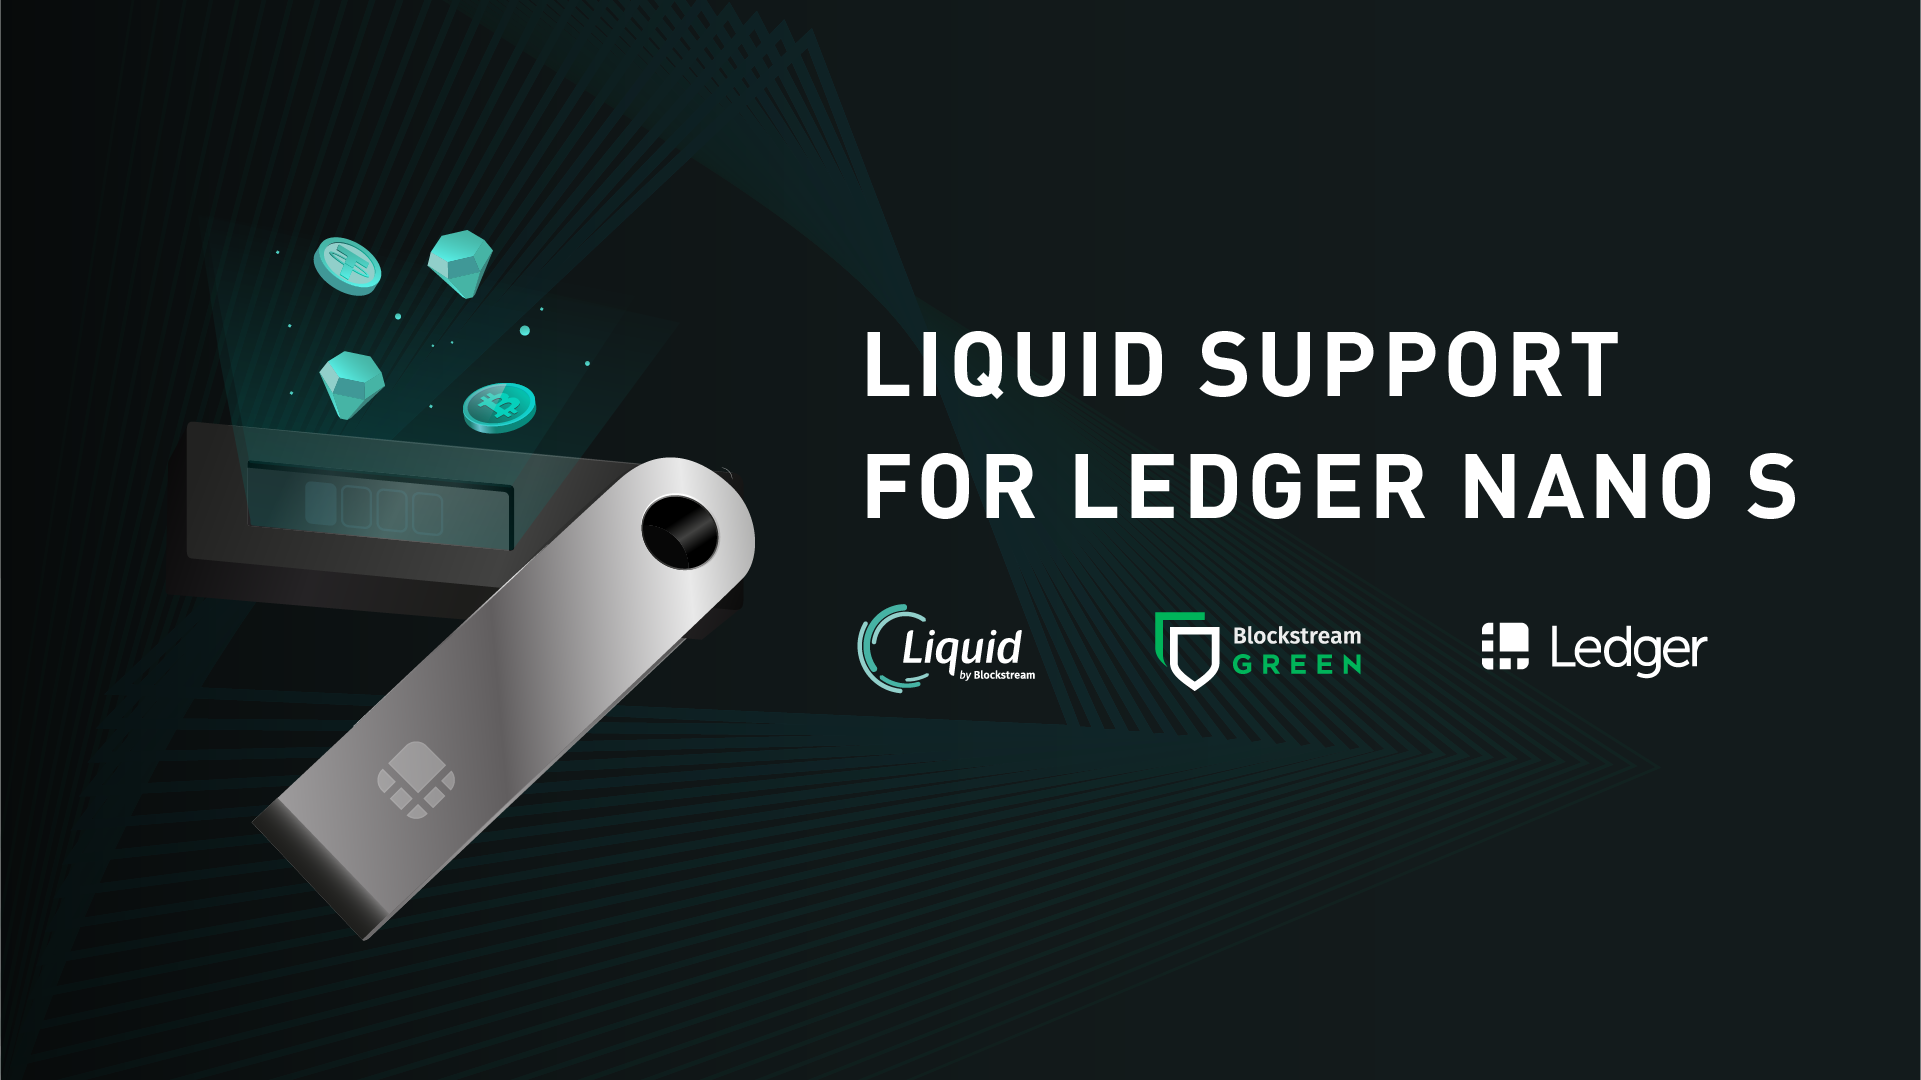 LIQUID SUPPORT
FOR LEDGER NANO S
Liquid
by Blockstream
Blockstream
GREEN
Ledger